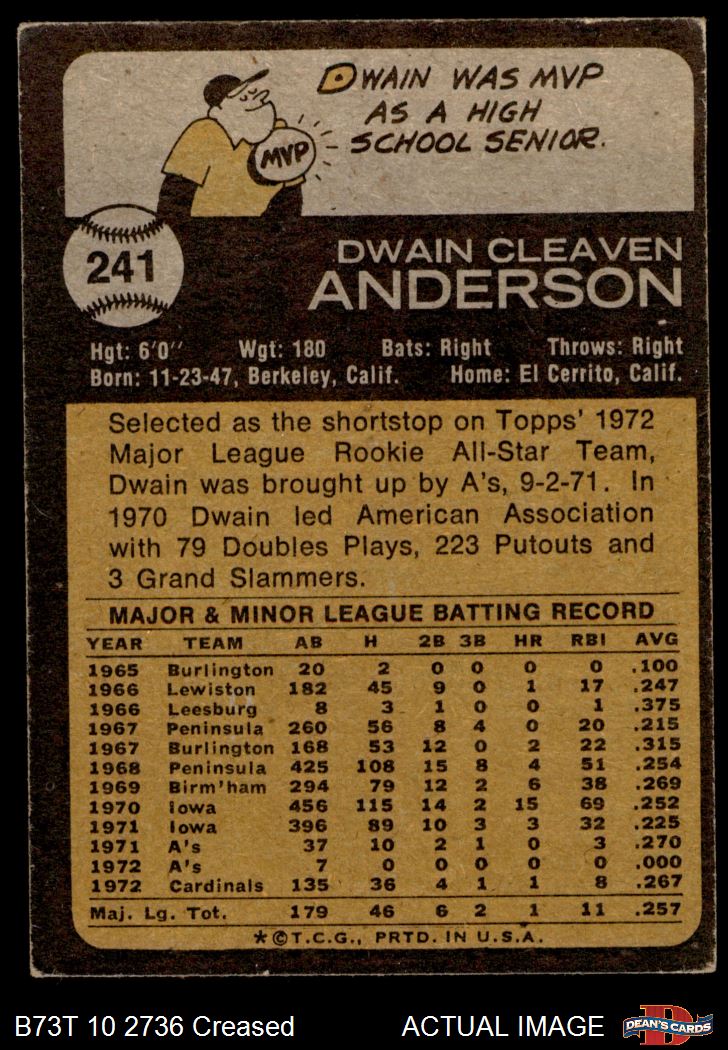 DWAIN WAS MVP
AS A HIGH
SCHOOL SENIOR.
MVP
241
DWAIN CLEAVEN
ANDERSON
Hgt: 6'0" Wgt: 180 Bats: Right Throws: Right
Born: 11-23-47, Berkeley, Calif. Home: El Cerrito, Calif.
Selected as the shortstop on Topps' 1972
Major League Rookie All-Star Team,
Dwain was brought up by A's, 9-2-71. In
1970 Dwain led American Association
with 79 Doubles Plays, 223 Putouts and
3 Grand Slammers.
MAJOR & MINOR LEAGUE BATTING RECORD
YEAR TEAM AB H 2B 3B HR RBI AVG
1965 Burlington 20 2 0 0 0 0 .100
1966 Lewiston 182 45 9 0 1 17 .247
1966 Leesburg 8 3 1 0 0 1 .375
1967 Peninsula 260 56 8 4 0 20 .215
1967 Burlington 168 53 12 0 2 22 .315
1968 Peninsula 425 108 15 8 4 51 .254
1969 Birm'ham 294 79 12 2 6 38 .269
1970 Iowa 456 115 14 2 15 69 .252
1971 Iowa 396 89 10 3 3 32 .225
1971 A's 37 10 2 1 0 3 .270
1972 A's 7 0 0 0 0 0 .000
1972 Cardinals 135 36 4 1 1 8 .267
Maj. Lg. Tot. 179 46 6 2 1 11 .257
*©T.C.G., PRTD. IN U.S.A.
B73T 10 2736 Creased ACTUAL IMAGE
D
DEAN'S CARDS